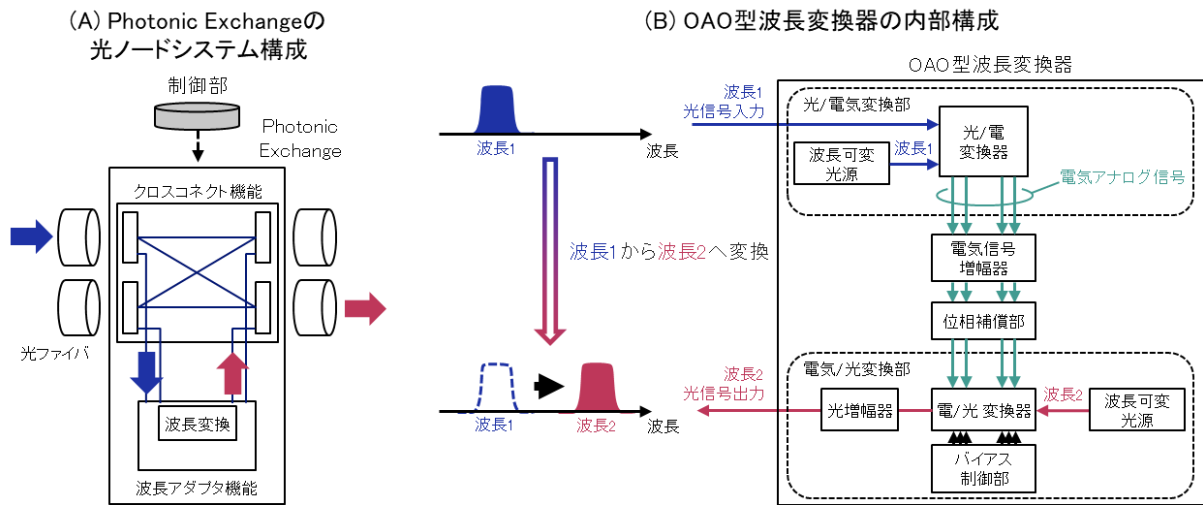 (A) Photonic Exchangeの
光ノードシステム構成
制御部
Photonic
Exchange
クロスコネクト機能
光ファイバ
波長変換
波長アダプタ機能
波長1
波長
波長1から波長2へ変換
波長1
波長2
波長
(B) OAO型波長変換器の内部構成
OAO型波長変換器
波長1
光信号入力
光/電気変換部
光/電
変換器
波長可変
光源
波長1
電気アナログ信号
電気信号
増幅器
位相補償部
電気/光変換部
波長2
光信号出力
光増幅器
電/光 変換器
波長2
波長可変
光源
バイアス
制御部